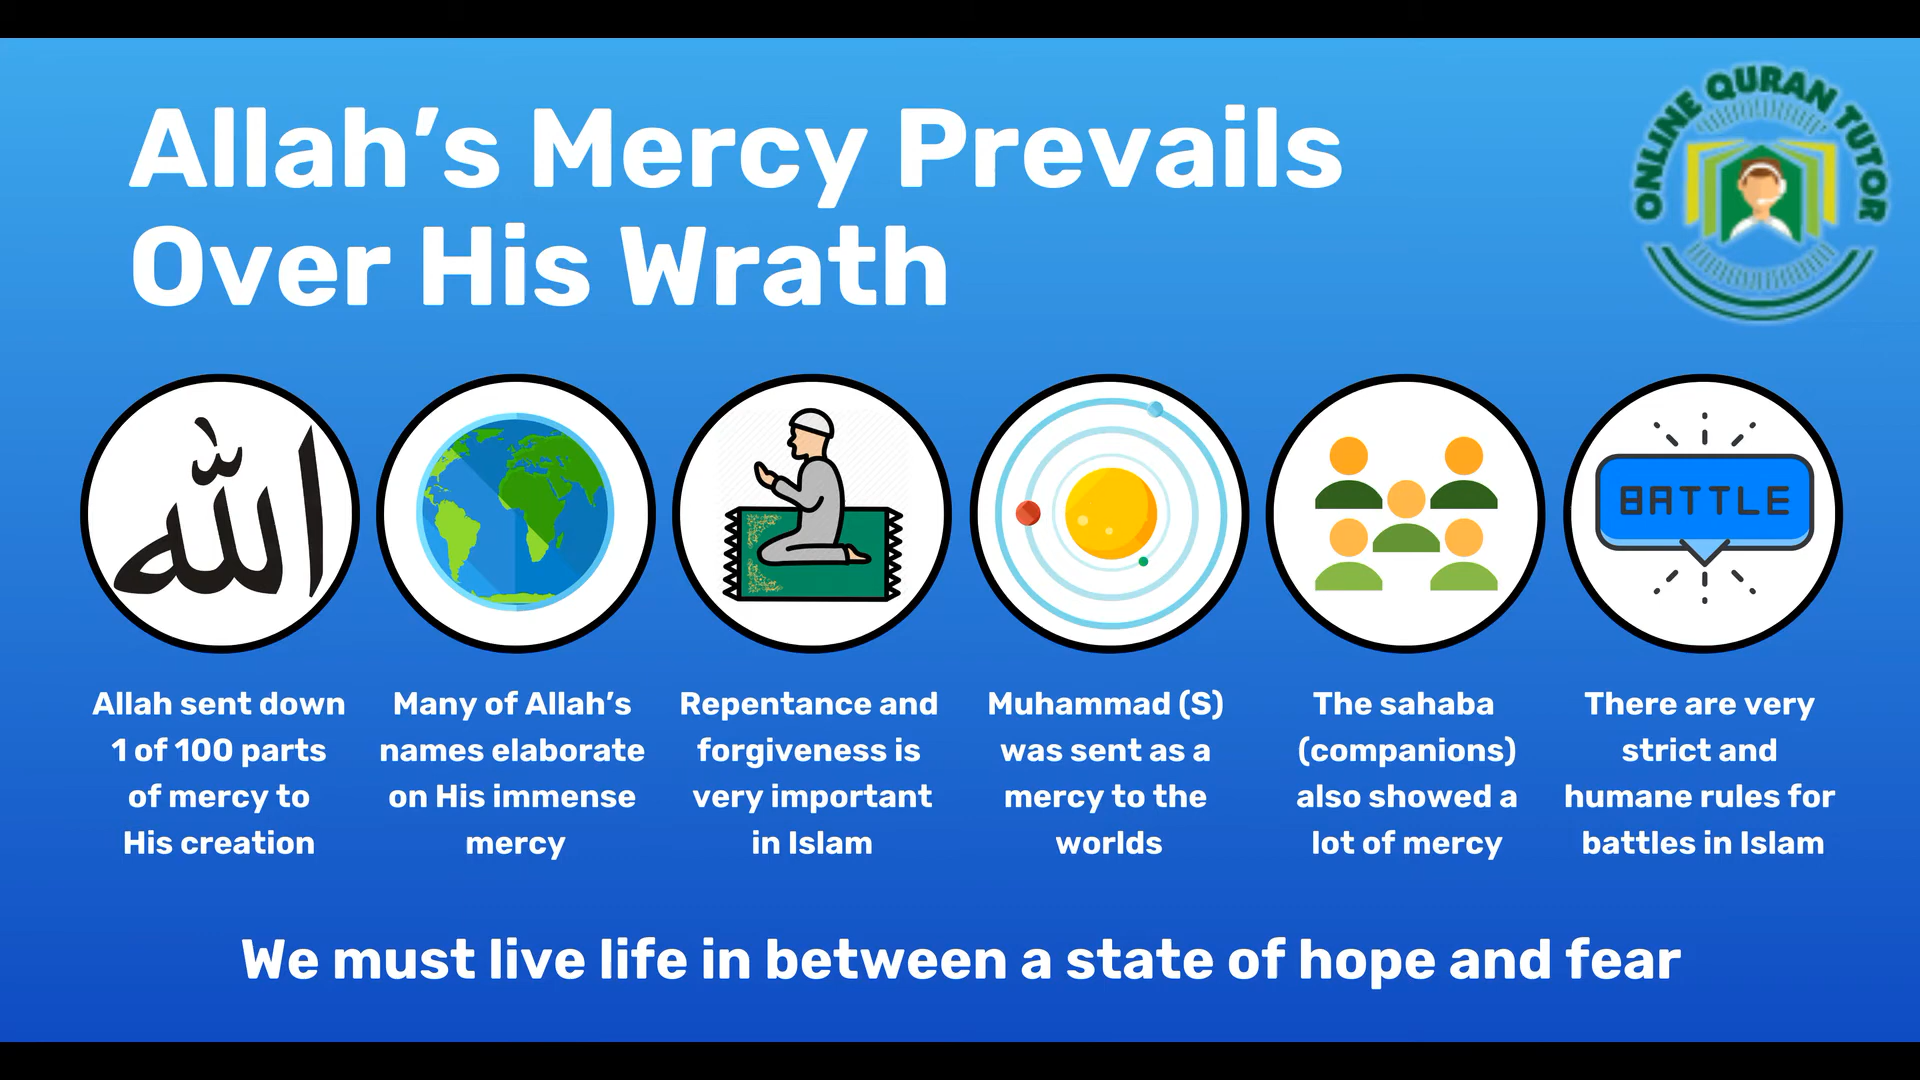 Allah’s Mercy Prevails
Over His Wrath
ONLINE QURAN TUTOR
الله
BATTLE
Allah sent down
1 of 100 parts
of mercy to
His creation
Many of Allah’s
names elaborate
on His immense
mercy
Repentance and
forgiveness is
very important
in Islam
Muhammad (S)
was sent as a
mercy to the
worlds
The sahaba
(companions)
also showed a
lot of mercy
There are very
strict and
humane rules for
battles in Islam
We must live life in between a state of hope and fear